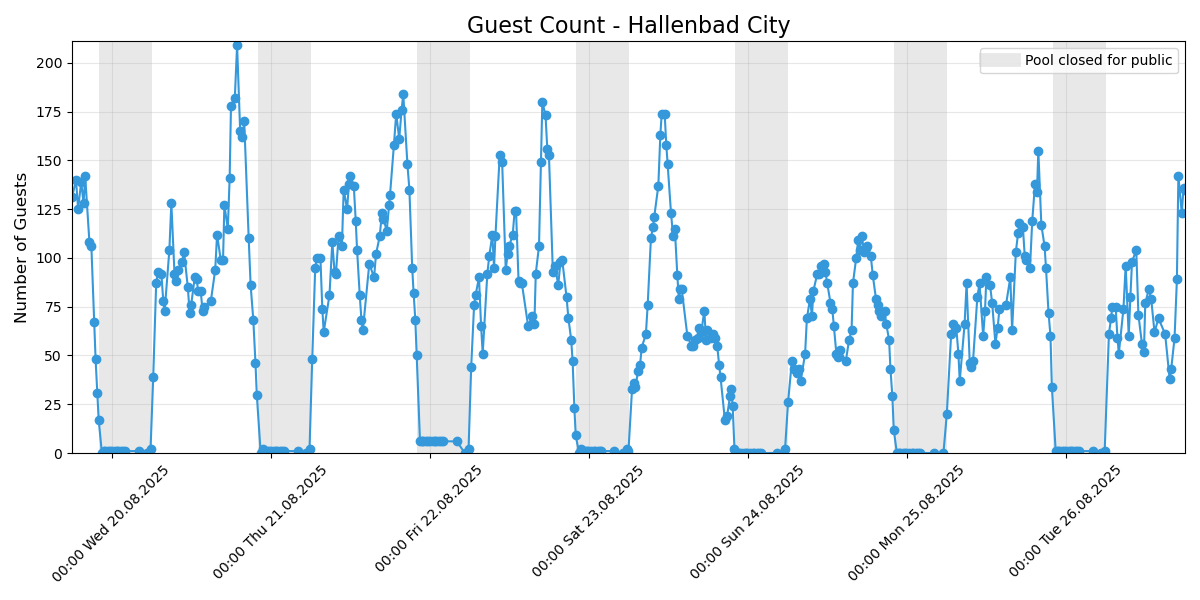 Guest Count - Hallenbad City
Pool closed for public
Number of Guests
200
175
150
125
100
75
50
25
0
00:00 Wed 20.08.2025
00:00 Thu 21.08.2025
00:00 Fri 22.08.2025
00:00 Sat 23.08.2025
00:00 Sun 24.08.2025
00:00 Mon 25.08.2025
00:00 Tue 26.08.2025